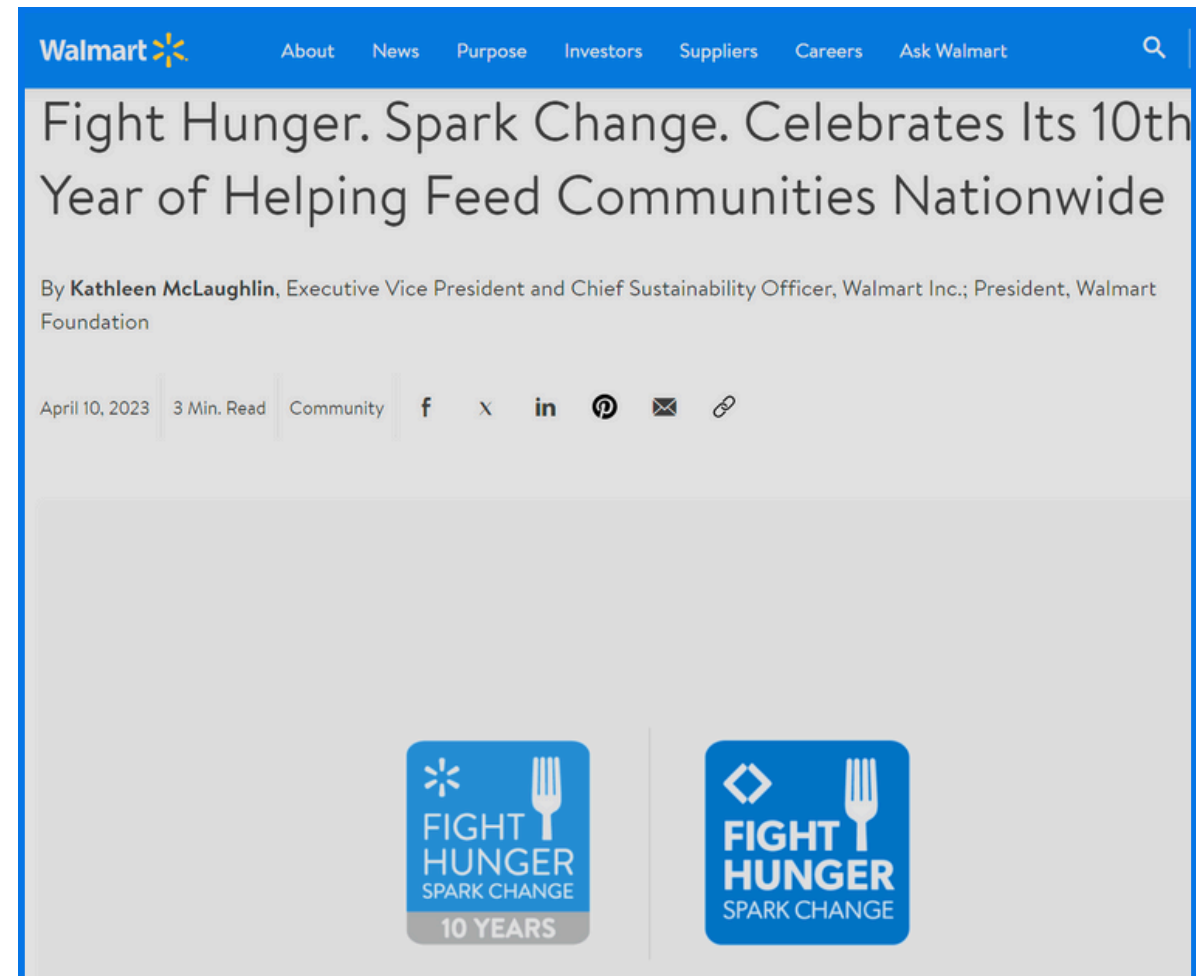 Walmart About News Purpose Investors Suppliers Careers Ask Walmart
Fight Hunger. Spark Change. Celebrates Its 10th
Year of Helping Feed Communities Nationwide
By Kathleen McLaughlin, Executive Vice President and Chief Sustainability Officer, Walmart Inc.; President, Walmart
Foundation
April 10, 2023 3 Min. Read Community f X in
FIGHT
HUNGER
SPARK CHANGE
10 YEARS
FIGHT
HUNGER
SPARK CHANGE